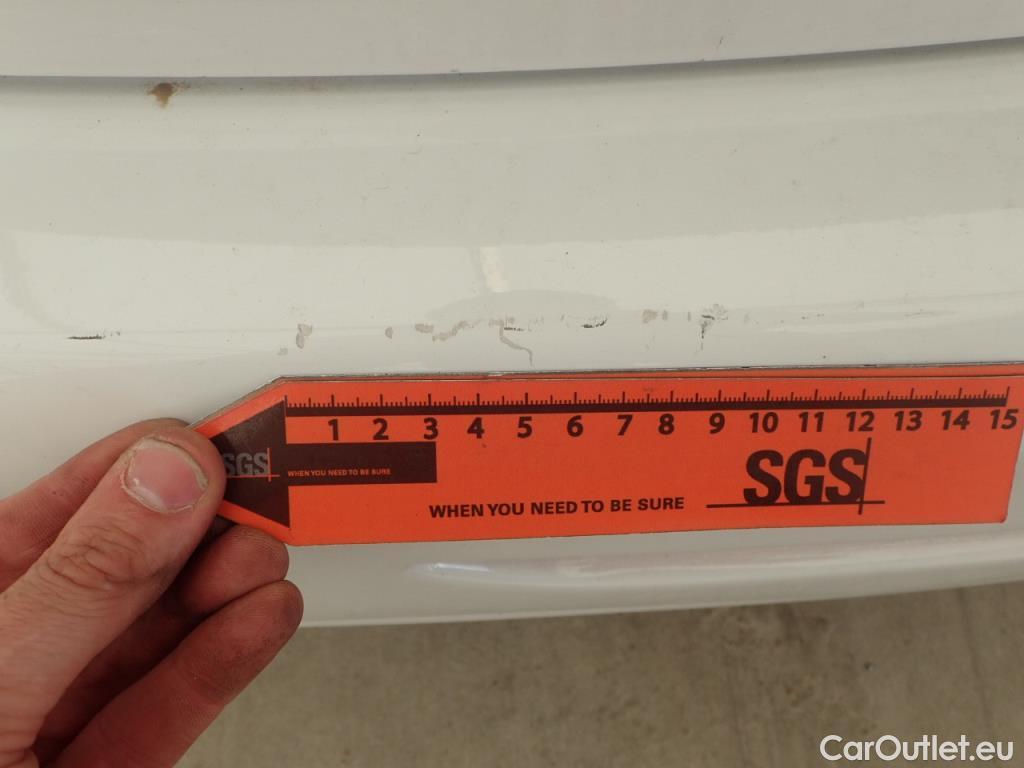 1 2 3 4 5 6 7 8 9 10 11 12 13 14 15
SGS WHEN YOU NEED TO BE SURE
SGS
WHEN YOU NEED TO BE SURE
CarOutlet.eu